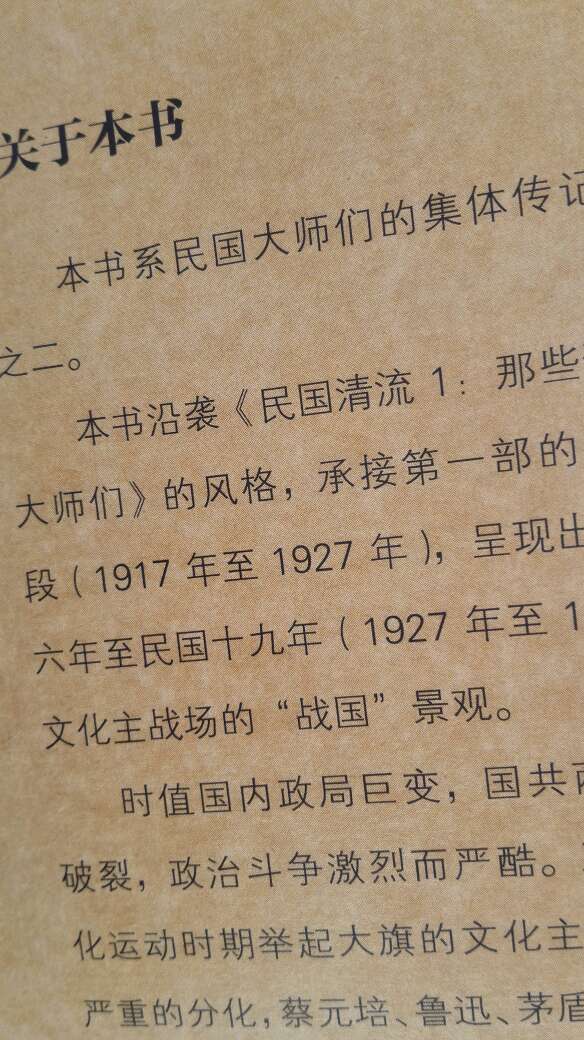 关于本书
本书系民国大师们的集体传记
之二。
本书沿袭《民国清流 1：那些
大师们》的风格，承接第一部的
段（1917 年至 1927 年），呈现出
六年至民国十九年（1927 年至 1
文化主战场的“战国”景观。
时值国内政局巨变，国共两
破裂，政治斗争激烈而严酷。
化运动时期举起大旗的文化主
严重的分化，蔡元培、鲁迅、茅盾